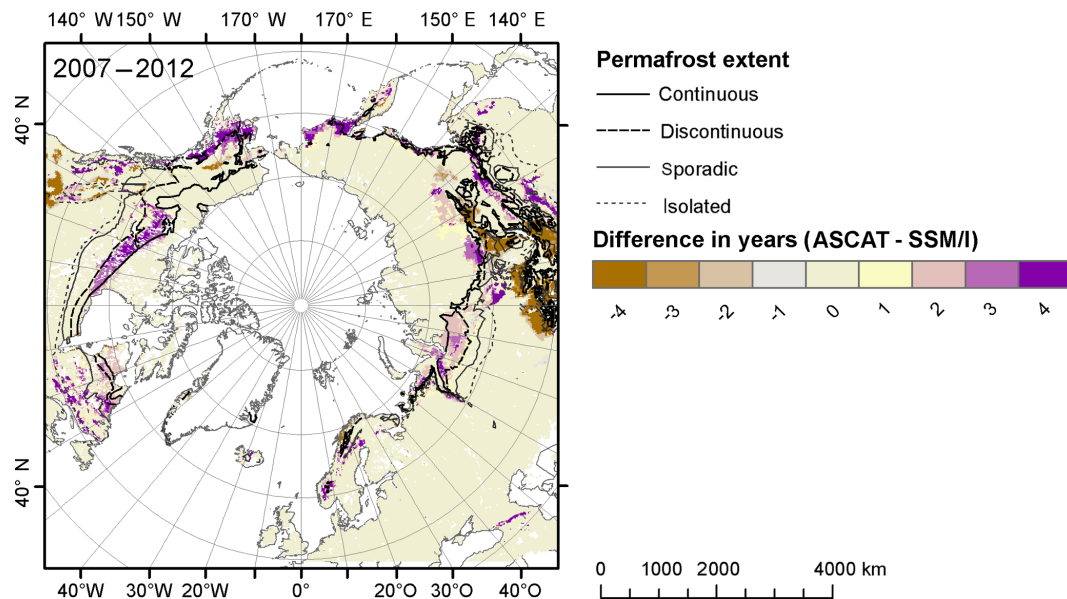 140° W 150° W 170° W 170° E 150° E 140° E
2007–2012
40° N
40° N
40°W 30°W 20°W 0° 20°O 30°O 40°O
Permafrost extent
Continuous
Discontinuous
Sporadic
Isolated
Difference in years (ASCAT - SSM/I)
-4 -3 -2 -1 0 1 2 3 4
0 1000 2000 4000 km